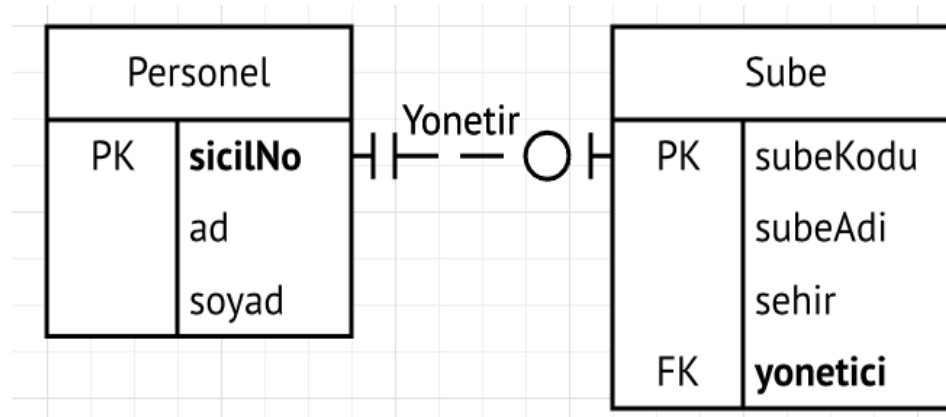 Personel
PK sicilNo
ad
soyad
Yonetir
Sube
PK subeKodu
subeAdi
sehir
FK yonetici